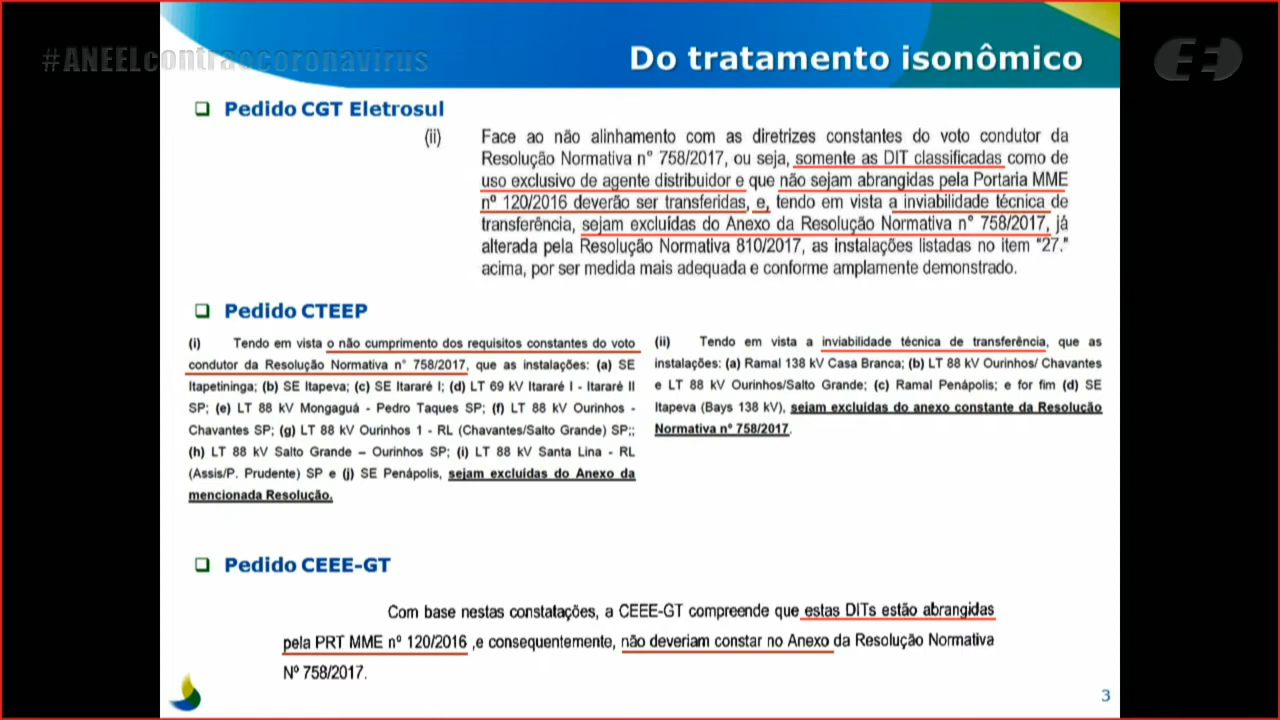 #ANEELcontraocoronavirus
Do tratamento isonômico
Pedido CGT Eletrosul
(ii) Face ao não alinhamento com as diretrizes constantes do voto condutor da
Resolução Normativa n° 758/2017, ou seja, somente as DIT classificadas como de
uso exclusivo de agente distribuidor e que não sejam abrangidas pela Portaria MME
nº 120/2016 deverão ser transferidas, e, tendo em vista a inviabilidade técnica de
transferência, sejam excluídas do Anexo da Resolução Normativa n° 758/2017, já
alterada pela Resolução Normativa 810/2017, as instalações listadas no item "27."
acima, por ser medida mais adequada e conforme amplamente demonstrado.
Pedido CTEEP
(i) Tendo em vista o não cumprimento dos requisitos constantes do voto
condutor da Resolução Normativa n° 758/2017, que as instalações: (a) SE
Itapetininga; (b) SE Itapeva; (c) SE Itararé I; (d) LT 69 kV Itararé I - Itararé II
SP; (e) LT 88 kV Mongaguá - Pedro Taques SP; (f) LT 88 kV Ourinhos -
Chavantes SP; (g) LT 88 kV Ourinhos 1 - RL (Chavantes/Salto Grande) SP;;
(h) LT 88 kV Salto Grande – Ourinhos SP; (i) LT 88 kV Santa Lina - RL
(Assis/P. Prudente) SP e (j) SE Penápolis, sejam excluídas do Anexo da
mencionada Resolução.
(ii) Tendo em vista a inviabilidade técnica de transferência, que as
instalações: (a) Ramal 138 kV Casa Branca; (b) LT 88 kV Ourinhos/ Chavantes
e LT 88 kV Ourinhos/Salto Grande; (c) Ramal Penápolis; e for fim (d) SE
Itapeva (Bays 138 kV), sejam excluídas do anexo constante da Resolução
Normativa nº 758/2017.
Pedido CEEE-GT
Com base nestas constatações, a CEEE-GT compreende que estas DITs estão abrangidas
pela PRT MME nº 120/2016 ,e consequentemente, não deveriam constar no Anexo da Resolução Normativa
Nº 758/2017.
3